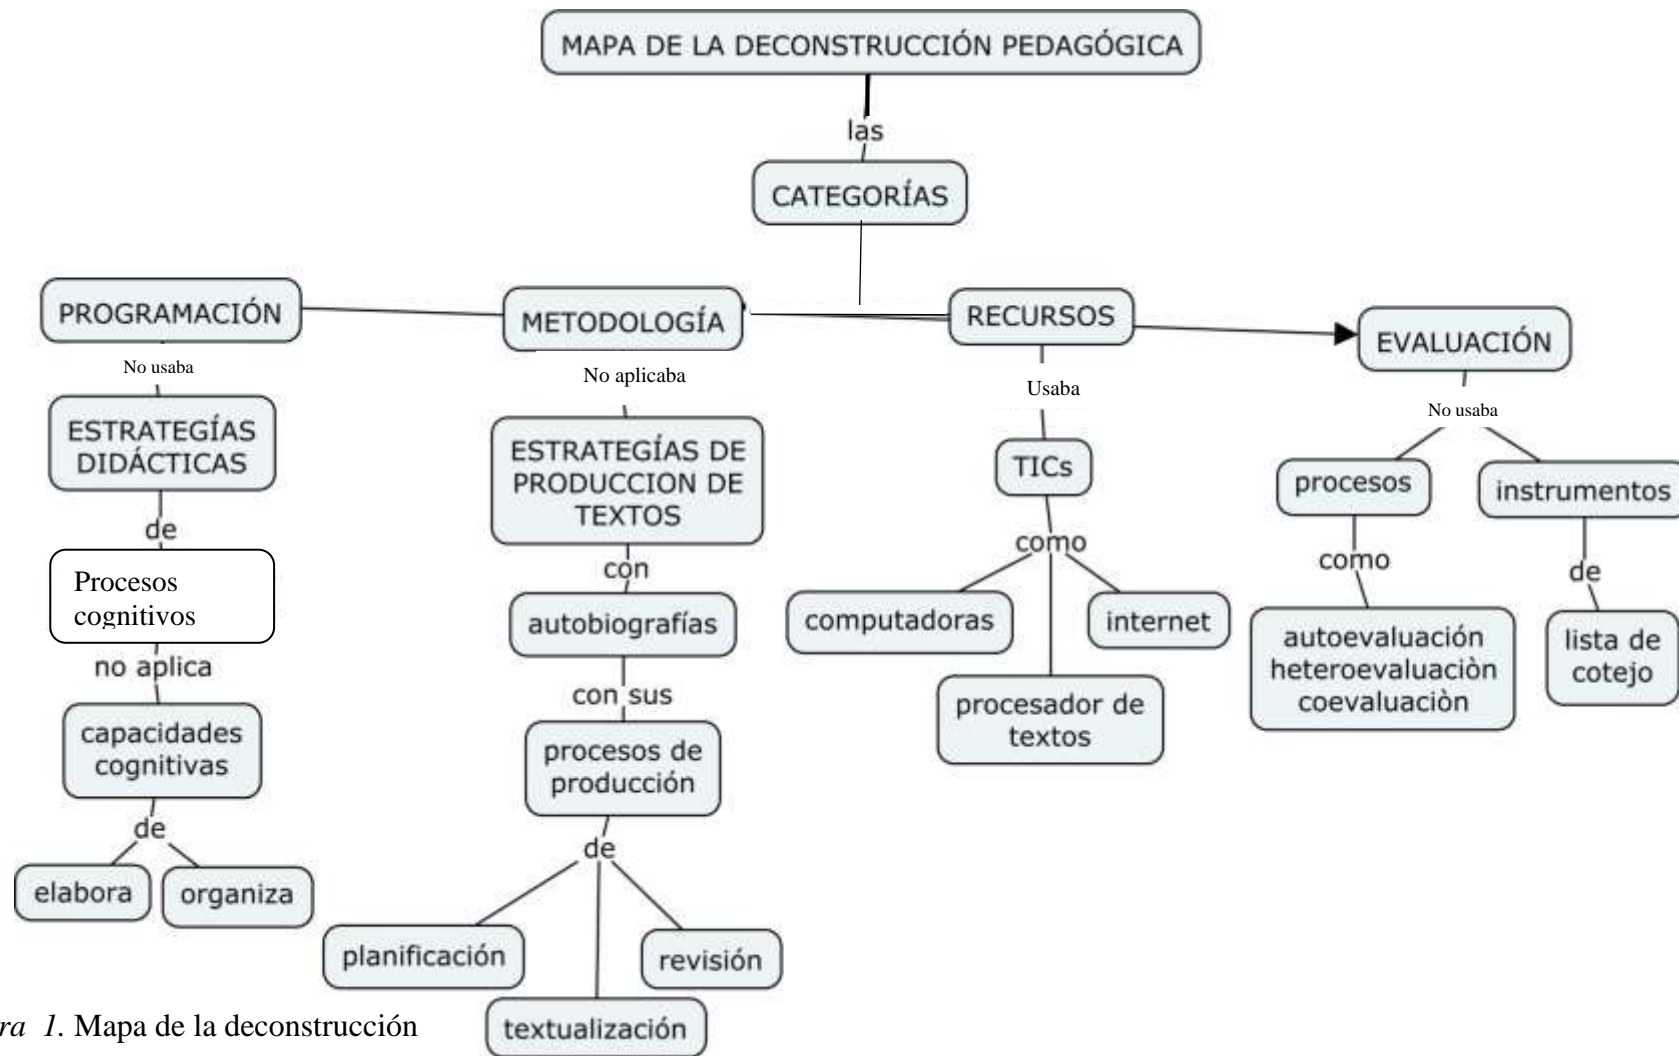 MAPA DE LA DECONSTRUCCIÓN PEDAGÓGICA
las
CATEGORÍAS
PROGRAMACIÓN
No usaba
ESTRATEGÍAS
DIDÁCTICAS
de
Procesos
cognitivos
no aplica
capacidades
cognitivas
de
elabora
organiza
METODOLOGÍA
No aplicaba
ESTRATEGÍAS DE
PRODUCCION DE
TEXTOS
con
autobiografías
con sus
procesos de
producción
de
planificación
textualización
revisión
RECURSOS
Usaba
TICs
como
computadoras
procesador de
textos
internet
EVALUACIÓN
No usaba
procesos
como
autoevaluación
heteroevaluaciòn
coevaluaciòn
instrumentos
de
lista de
cotejo
ra 1. Mapa de la deconstrucción